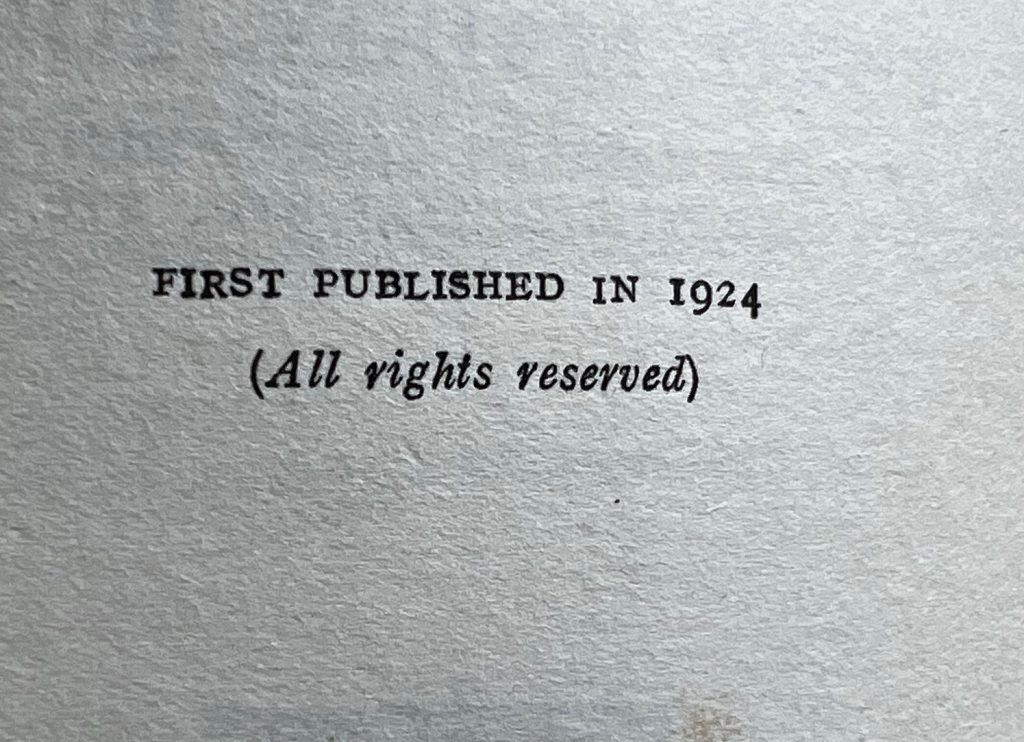 FIRST PUBLISHED IN 1924
(All rights reserved)